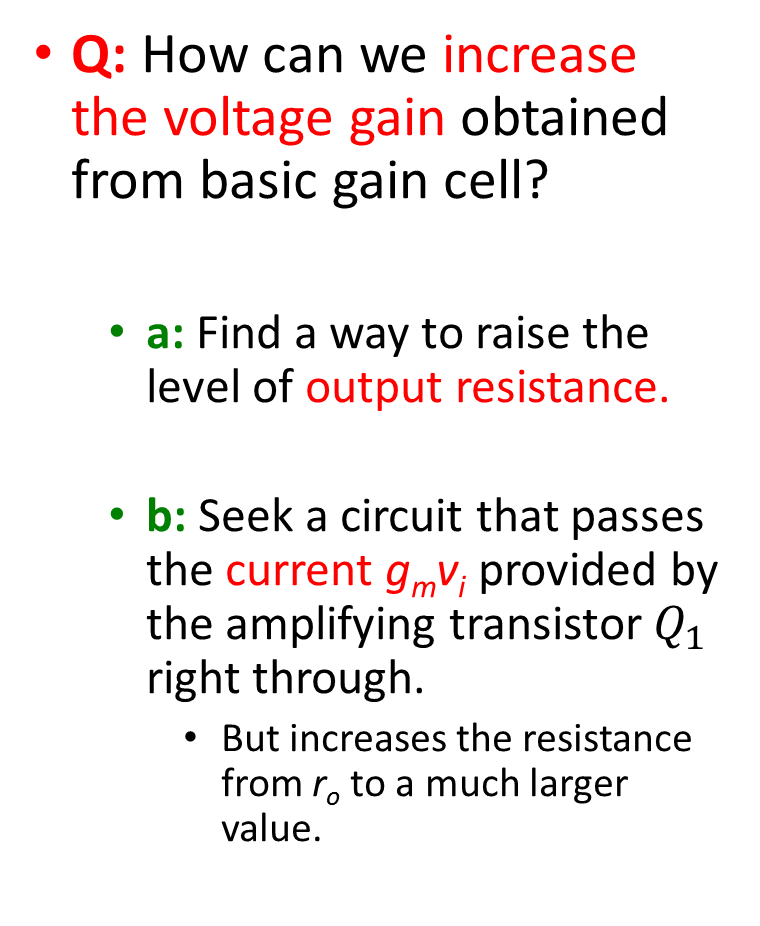 • Q: How can we increase
the voltage gain obtained
from basic gain cell?
• a: Find a way to raise the
level of output resistance.
• b: Seek a circuit that passes
the current gₘvᵢ provided by
the amplifying transistor Q₁
right through.
• But increases the resistance
from rₒ to a much larger
value.